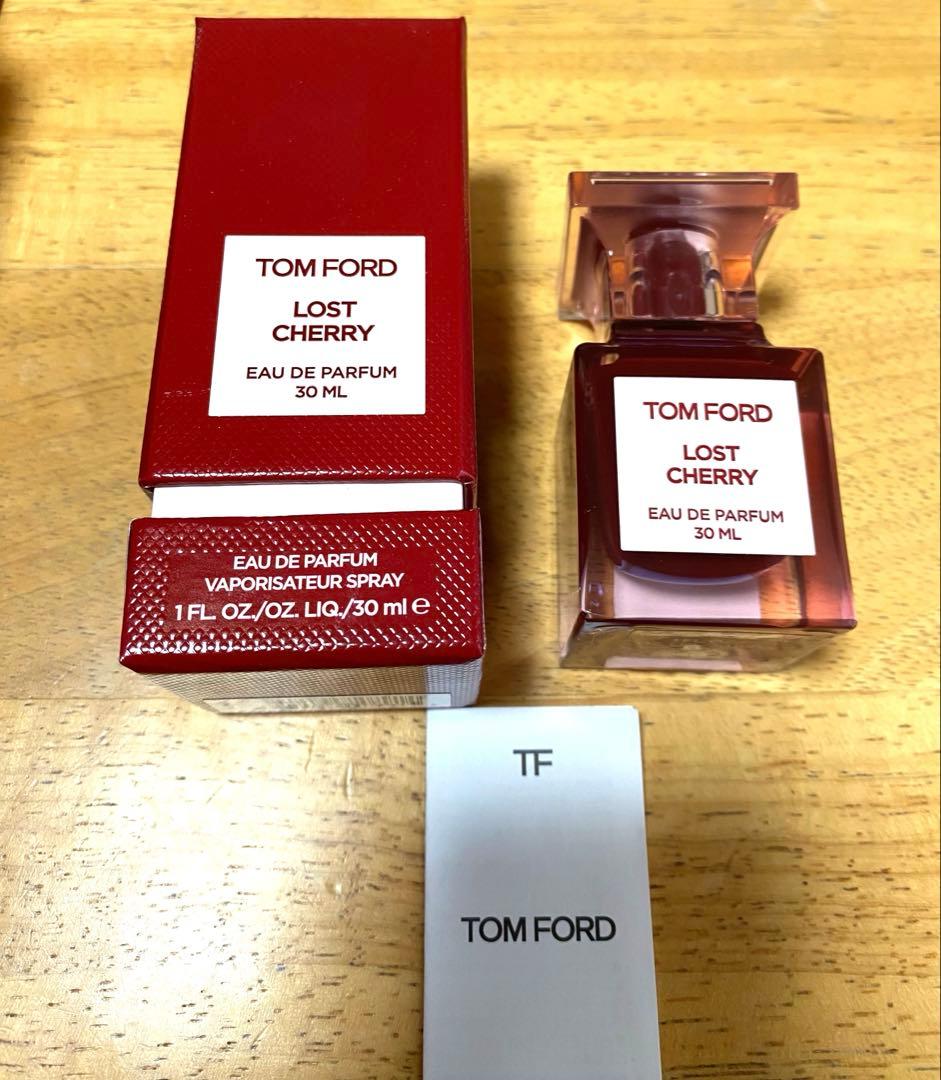 TOM FORD
LOST
CHERRY
EAU DE PARFUM
30 ML
EAU DE PARFUM
VAPORISATEUR SPRAY
1 FL. OZ./OZ. LIQ./30 ml ℮
TOM FORD
LOST
CHERRY
EAU DE PARFUM
30 ML
TF
TOM FORD